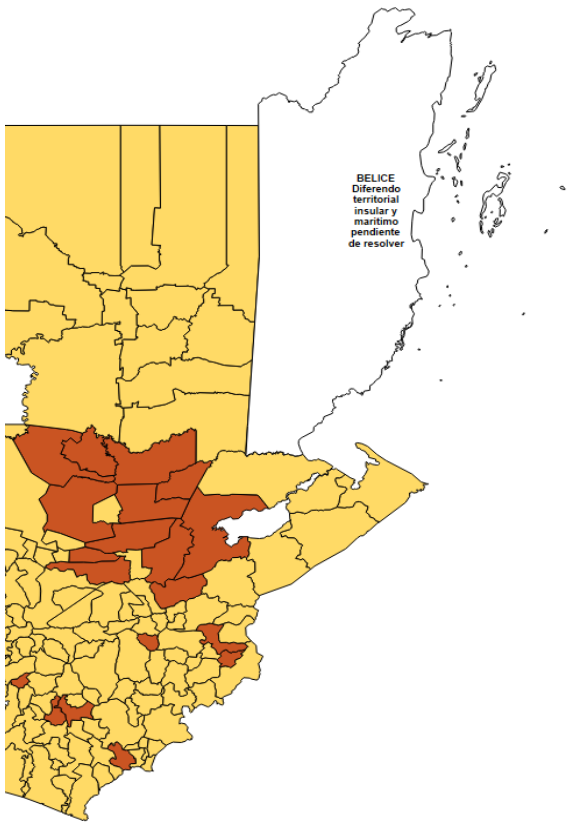 BELICE
Diferendo
territorial
insular y
marítimo
pendiente
de resolver